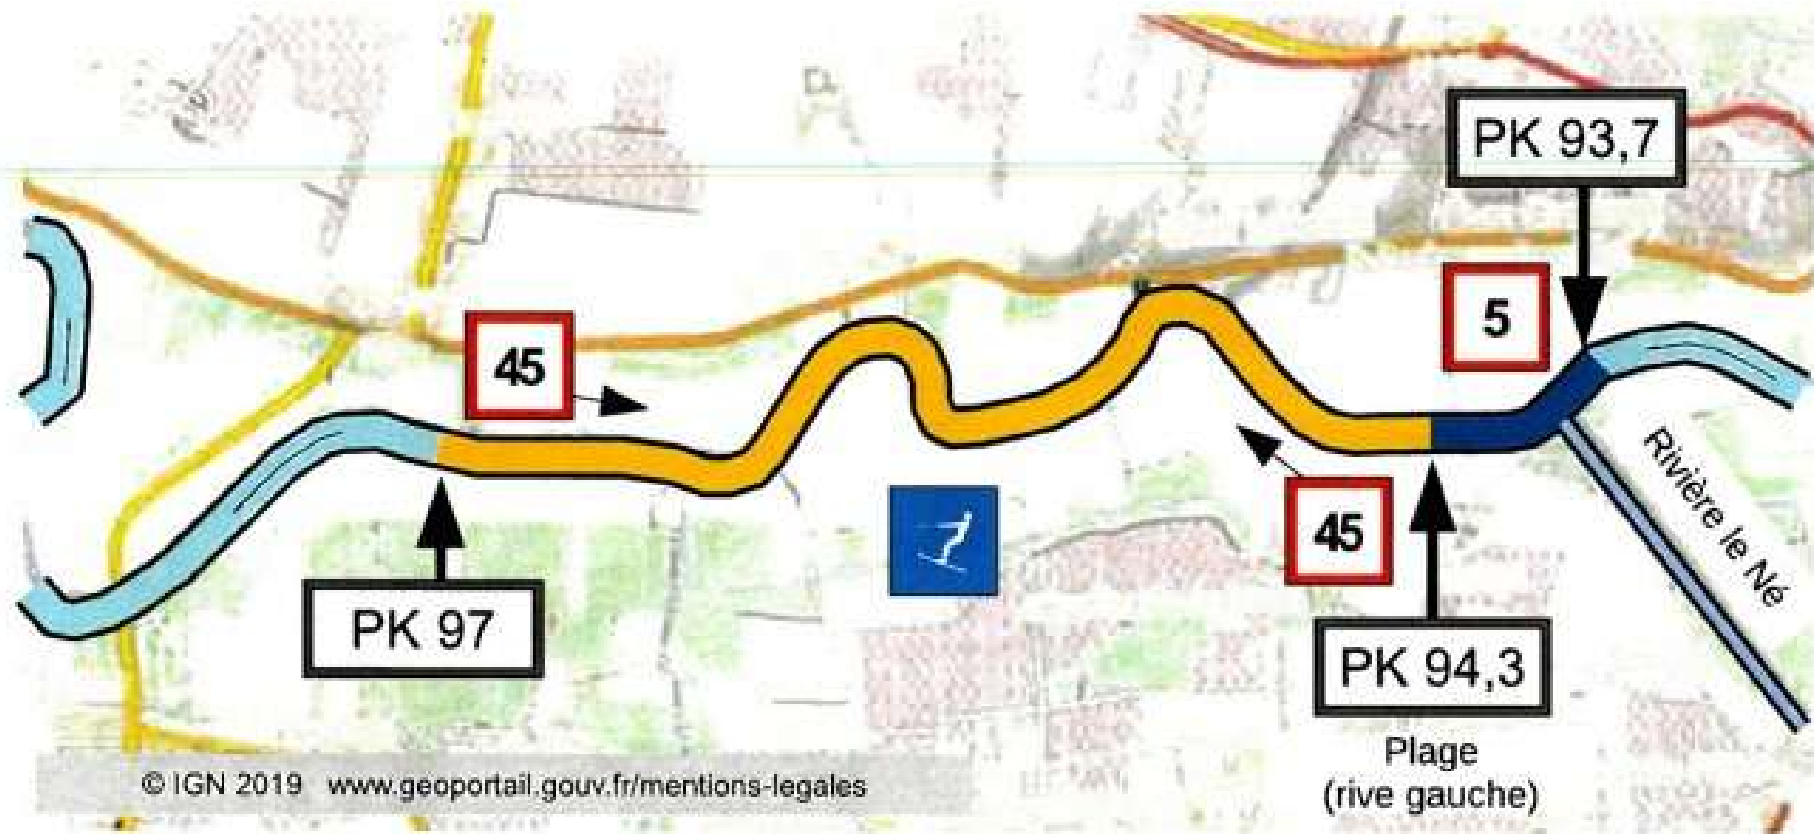 PK 93,7
5
45
45
Rivière le Né
PK 97
PK 94,3
Plage
(rive gauche)
© IGN 2019 www.geoportail.gouv.fr/mentions-legales